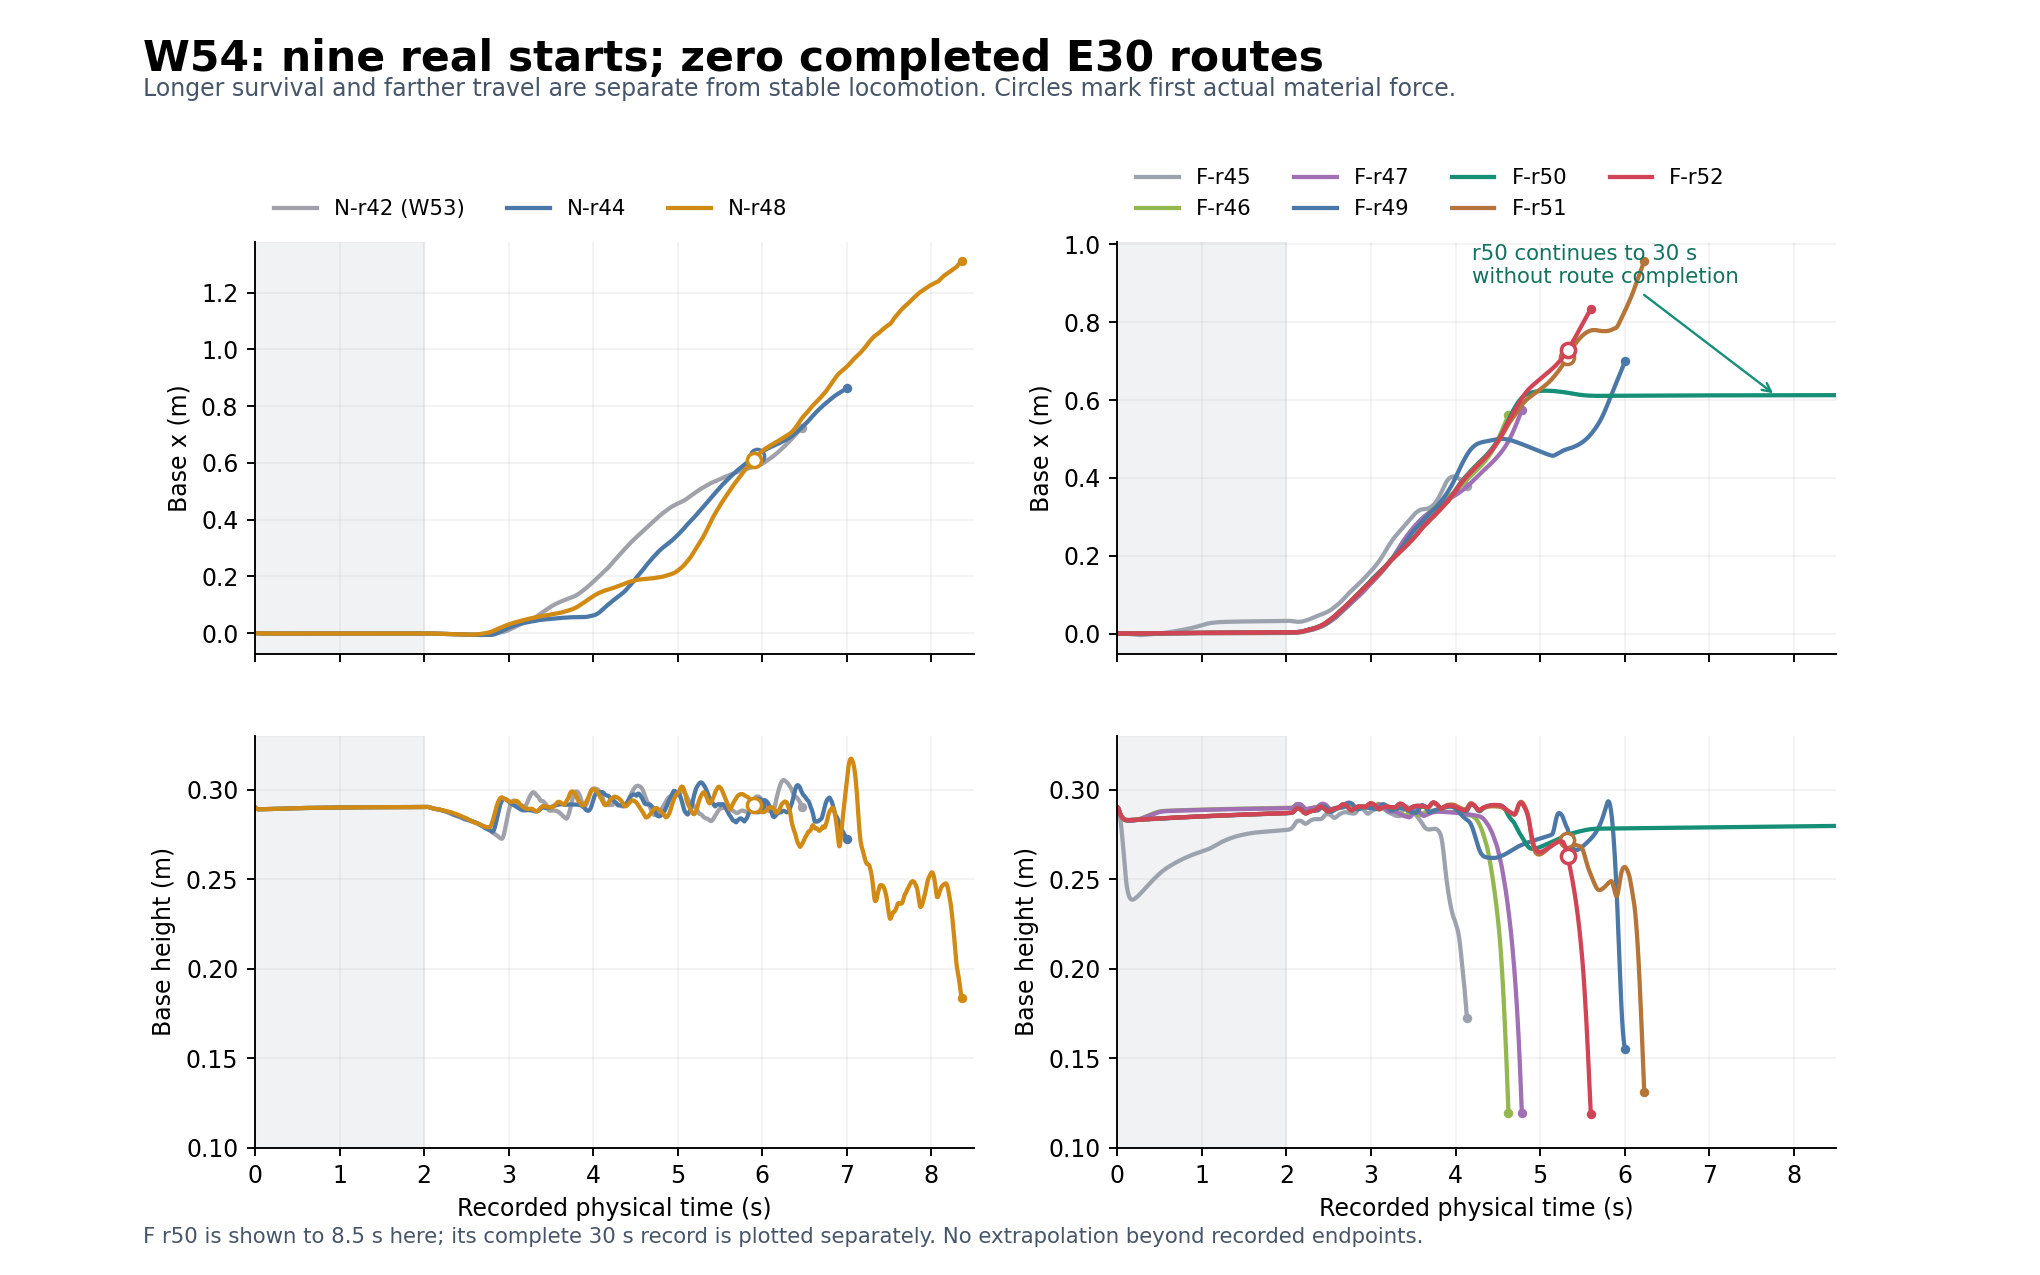 W54: nine real starts; zero completed E30 routes
Longer survival and farther travel are separate from stable locomotion. Circles mark first actual material force.
N-r42 (W53) N-r44 N-r48
F-r45 F-r47 F-r50 F-r52
F-r46 F-r49 F-r51
Base x (m)
1.2
1.0
0.8
0.6
0.4
0.2
0.0
Base x (m)
1.0
0.8
0.6
0.4
0.2
0.0
r50 continues to 30 s
without route completion
Base height (m)
0.30
0.25
0.20
0.15
0.10
0 1 2 3 4 5 6 7 8
Recorded physical time (s)
Base height (m)
0.30
0.25
0.20
0.15
0.10
0 1 2 3 4 5 6 7 8
Recorded physical time (s)
F r50 is shown to 8.5 s here; its complete 30 s record is plotted separately. No extrapolation beyond recorded endpoints.